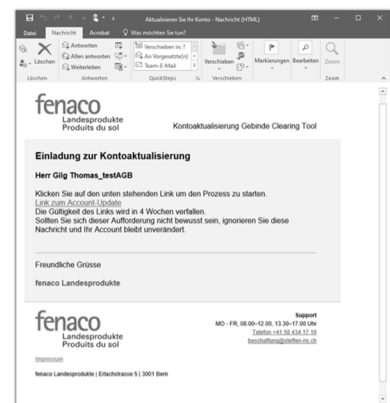 Aktualisieren Sie Ihr Konto - Nachricht (HTML)
Datei Nachricht Acrobat Was möchten Sie tun?
Löschen
Antworten
Allen antworten
Weiterleiten
Verschieben in: ?
An Vorgesetzte(n)
Team-E-Mail
Verschieben
Markierungen
Bearbeiten
Zoom
Löschen Antworten QuickSteps Verschieben Zoom
fenaco
Landesprodukte
Produits du sol
Kontoaktualisierung Gebinde Clearing Tool
Einladung zur Kontoaktualisierung
Herr Gilg Thomas_testAGB
Klicken Sie auf den unten stehenden Link um den Prozess zu starten.
Link zum Account-Update
Die Gültigkeit des Links wird in 4 Wochen verfallen.
Sollten Sie sich dieser Aufforderung nicht bewusst sein, ignorieren Sie diese
Nachricht und Ihr Account bleibt unverändert.
Freundliche Grüsse
fenaco Landesprodukte
fenaco
Landesprodukte
Produits du sol
Support
MO - FR, 08.00–12.00, 13.30–17.00 Uhr
Telefon +41 58 434 17 18
beschaffung@steffen-ris.ch
Impressum
fenaco Landesprodukte | Erlachstrasse 5 | 3001 Bern